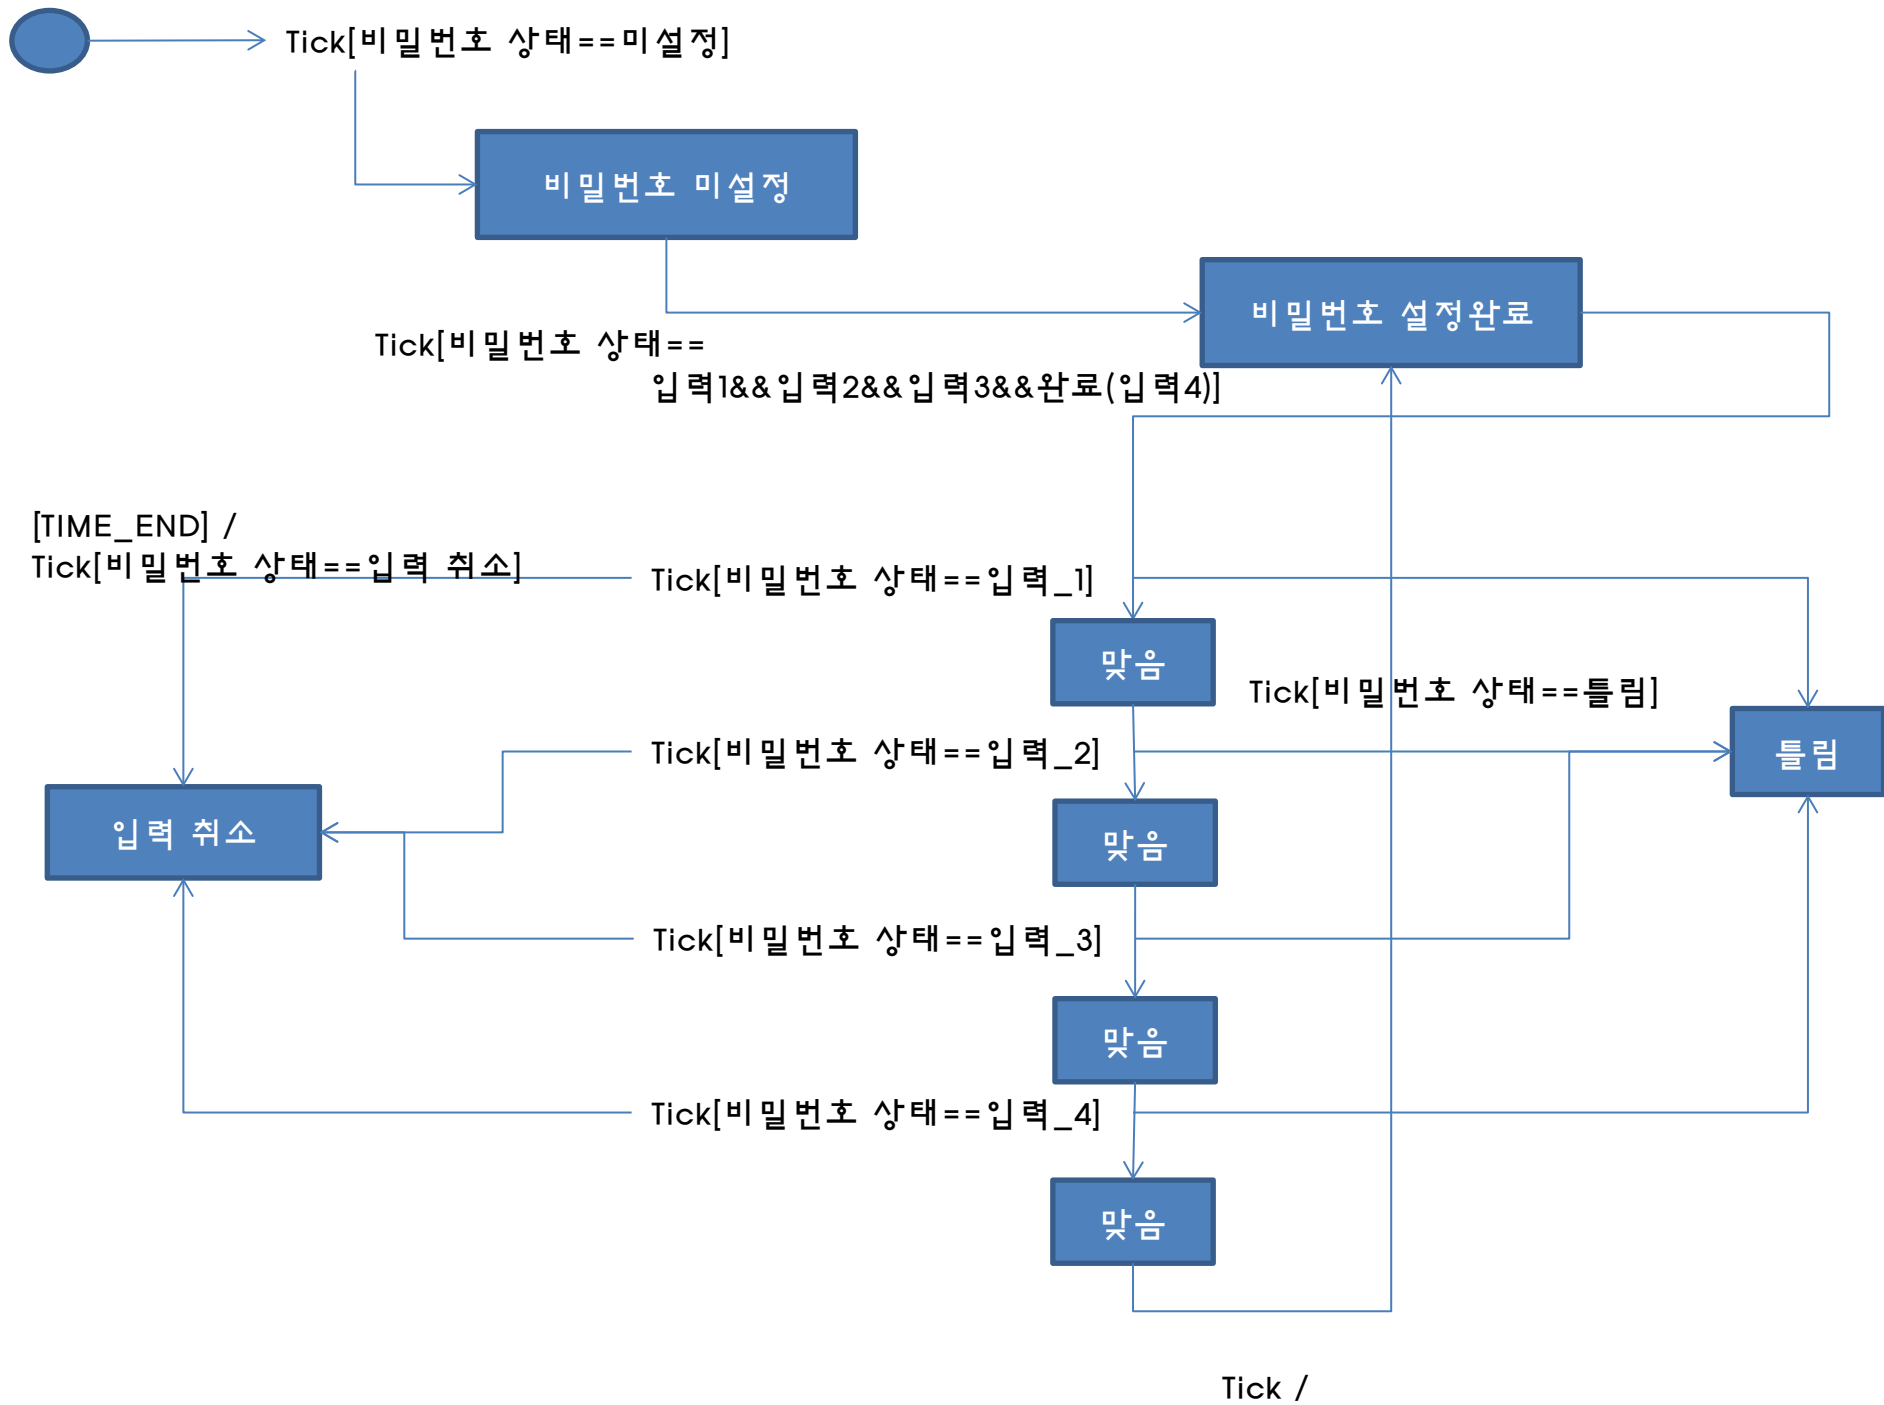 Tick[비밀번호 상태==미설정]
비밀번호 미설정
비밀번호 설정완료
Tick[비밀번호 상태==
입력1&&입력2&&입력3&&완료(입력4)]
[TIME_END] /
Tick[비밀번호 상태==입력 취소]
Tick[비밀번호 상태==입력_1]
맞음
Tick[비밀번호 상태==틀림]
틀림
Tick[비밀번호 상태==입력_2]
입력 취소
맞음
Tick[비밀번호 상태==입력_3]
맞음
Tick[비밀번호 상태==입력_4]
맞음
Tick /